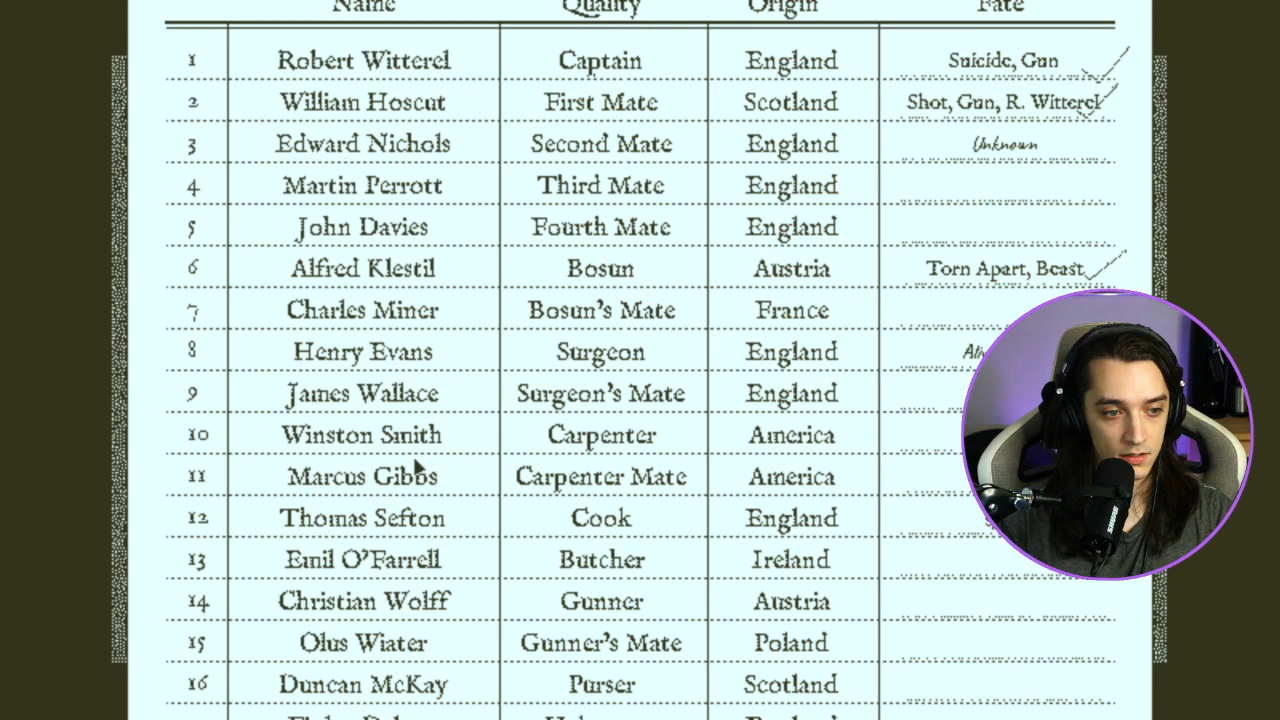 Name Quality Origin Fate
1 Robert Witterel Captain England Suicide, Gun
2 William Hoscut First Mate Scotland Shot, Gun, R. Witterel
3 Edward Nichols Second Mate England Unknown
4 Martin Perrott Third Mate England
5 John Davies Fourth Mate England
6 Alfred Klestil Bosun Austria Torn Apart, Beast
7 Charles Miner Bosun's Mate France
8 Henry Evans Surgeon England
9 James Wallace Surgeon's Mate England
10 Winston Smith Carpenter America
11 Marcus Gibbs Carpenter Mate America
12 Thomas Sefton Cook England
13 Emil O'Farrell Butcher Ireland
14 Christian Wolff Gunner Austria
15 Olus Wiater Gunner's Mate Poland
16 Duncan McKay Purser Scotland
SHURE